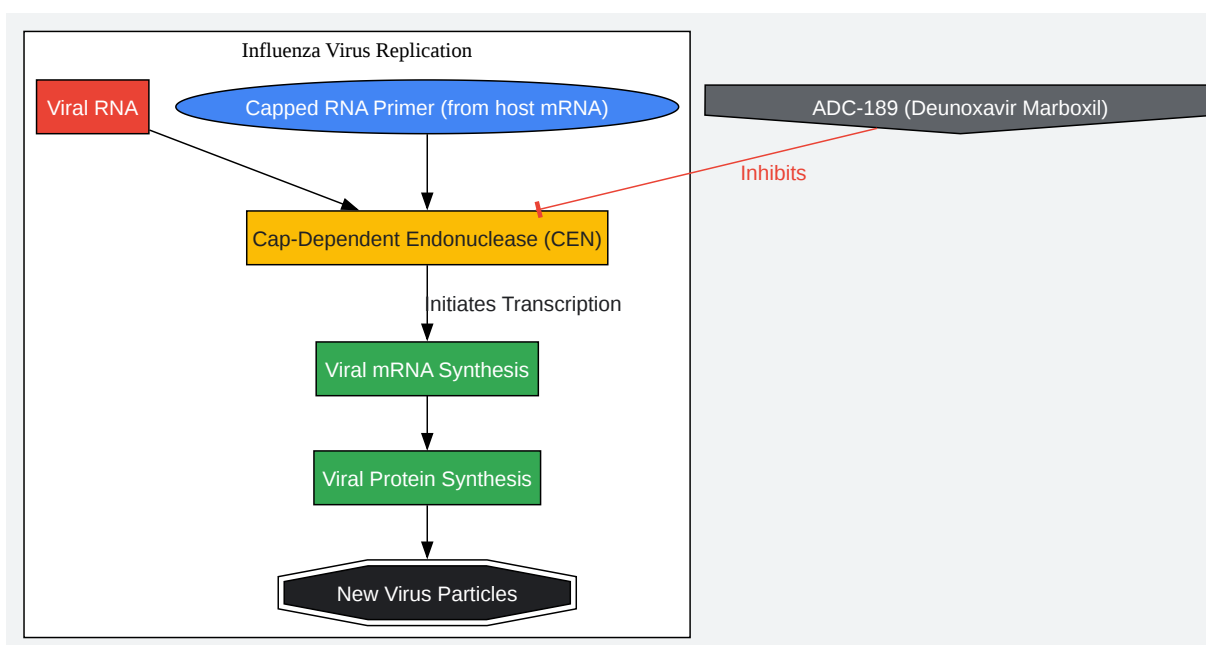 Influenza Virus Replication
Viral RNA
Capped RNA Primer (from host mRNA)
ADC-189 (Deunoxavir Marboxil)
Inhibits
Cap-Dependent Endonuclease (CEN)
Initiates Transcription
Viral mRNA Synthesis
Viral Protein Synthesis
New Virus Particles